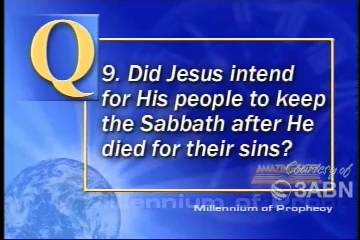 Q
9. Did Jesus intend
for His people to keep
the Sabbath after He
died for their sins?
Courtesy of
3ABN
Millennium of Prophecy